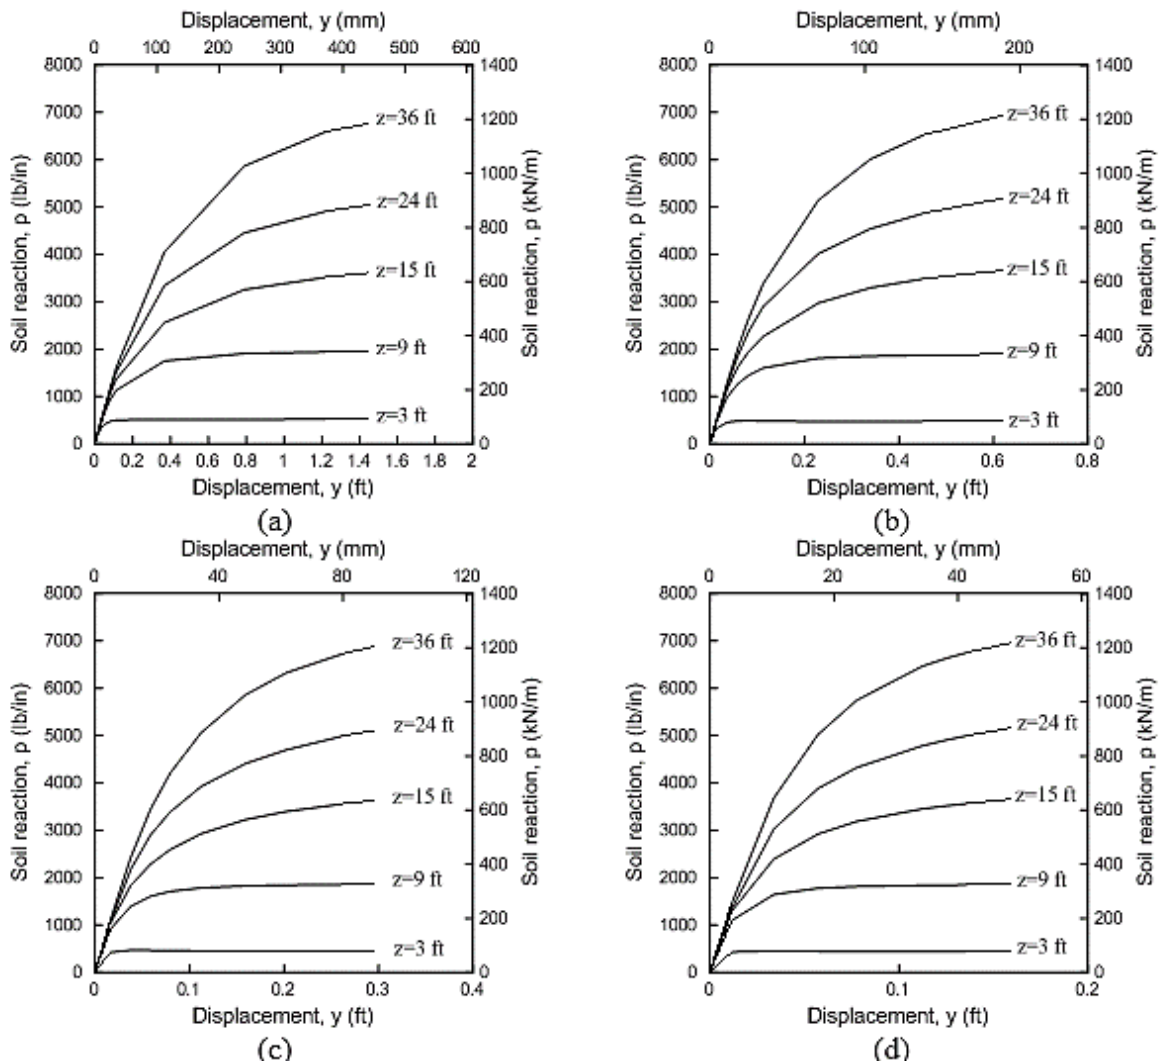 Displacement, y (mm)
0 100 200 300 400 500 600
8000
7000
6000
5000
4000
3000
2000
1000
0
Soil reaction, p (lb/in)
1400
1200
1000
800
600
400
200
0
Soil reaction, p (kN/m)
z=36 ft
z=24 ft
z=15 ft
z=9 ft
z=3 ft
0 0.2 0.4 0.6 0.8 1 1.2 1.4 1.6 1.8 2
Displacement, y (ft)
(a)
Displacement, y (mm)
0 100 200
8000
7000
6000
5000
4000
3000
2000
1000
0
Soil reaction, p (lb/in)
1400
1200
1000
800
600
400
200
0
Soil reaction, p (kN/m)
z=36 ft
z=24 ft
z=15 ft
z=9 ft
z=3 ft
0 0.2 0.4 0.6 0.8
Displacement, y (ft)
(b)
Displacement, y (mm)
0 40 80 120
8000
7000
6000
5000
4000
3000
2000
1000
0
Soil reaction, p (lb/in)
1400
1200
1000
800
600
400
200
0
Soil reaction, p (kN/m)
z=36 ft
z=24 ft
z=15 ft
z=9 ft
z=3 ft
0 0.1 0.2 0.3 0.4
Displacement, y (ft)
(c)
Displacement, y (mm)
0 20 40 60
8000
7000
6000
5000
4000
3000
2000
1000
0
Soil reaction, p (lb/in)
1400
1200
1000
800
600
400
200
0
Soil reaction, p (kN/m)
z=36 ft
z=24 ft
z=15 ft
z=9 ft
z=3 ft
0 0.1 0.2
Displacement, y (ft)
(d)